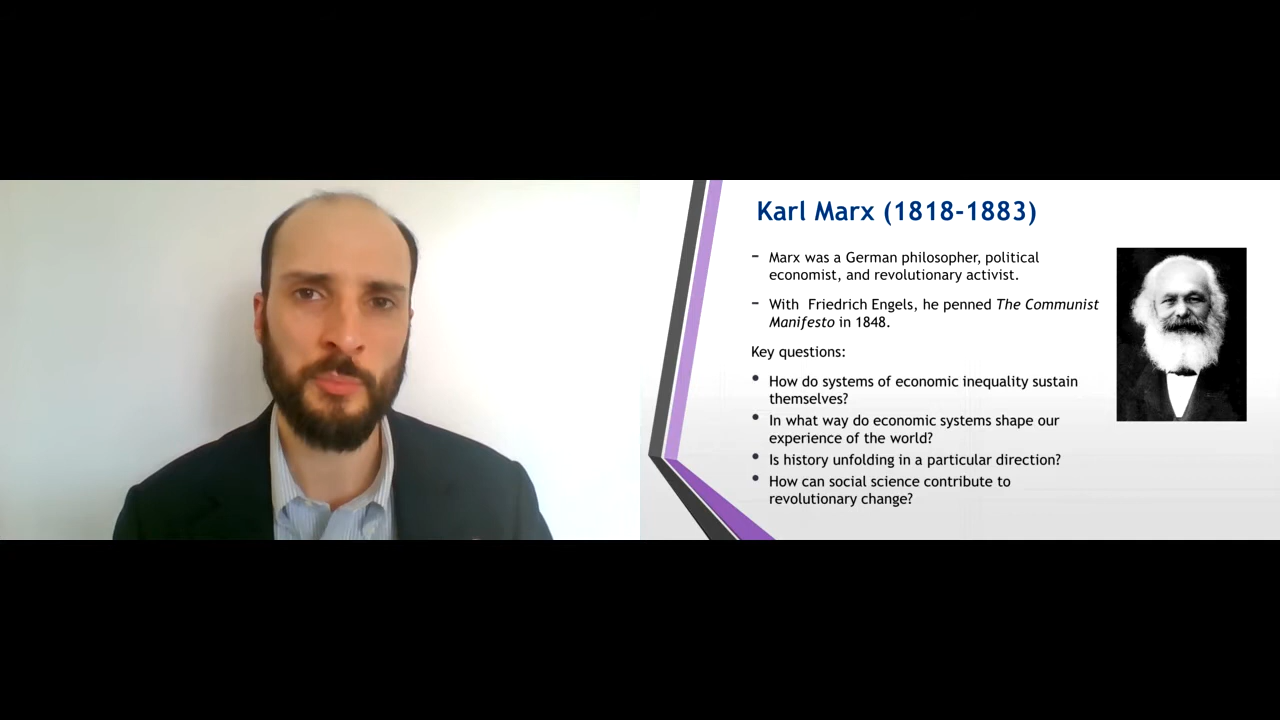 Karl Marx (1818-1883)
– Marx was a German philosopher, political
economist, and revolutionary activist.
– With Friedrich Engels, he penned The Communist
Manifesto in 1848.
Key questions:
• How do systems of economic inequality sustain
themselves?
• In what way do economic systems shape our
experience of the world?
• Is history unfolding in a particular direction?
• How can social science contribute to
revolutionary change?